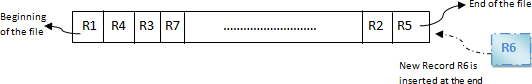 Beginning
of the file
R1 R4 R3 R7 ............................ R2 R5
End of the file
R6
New Record R6 is
inserted at the end